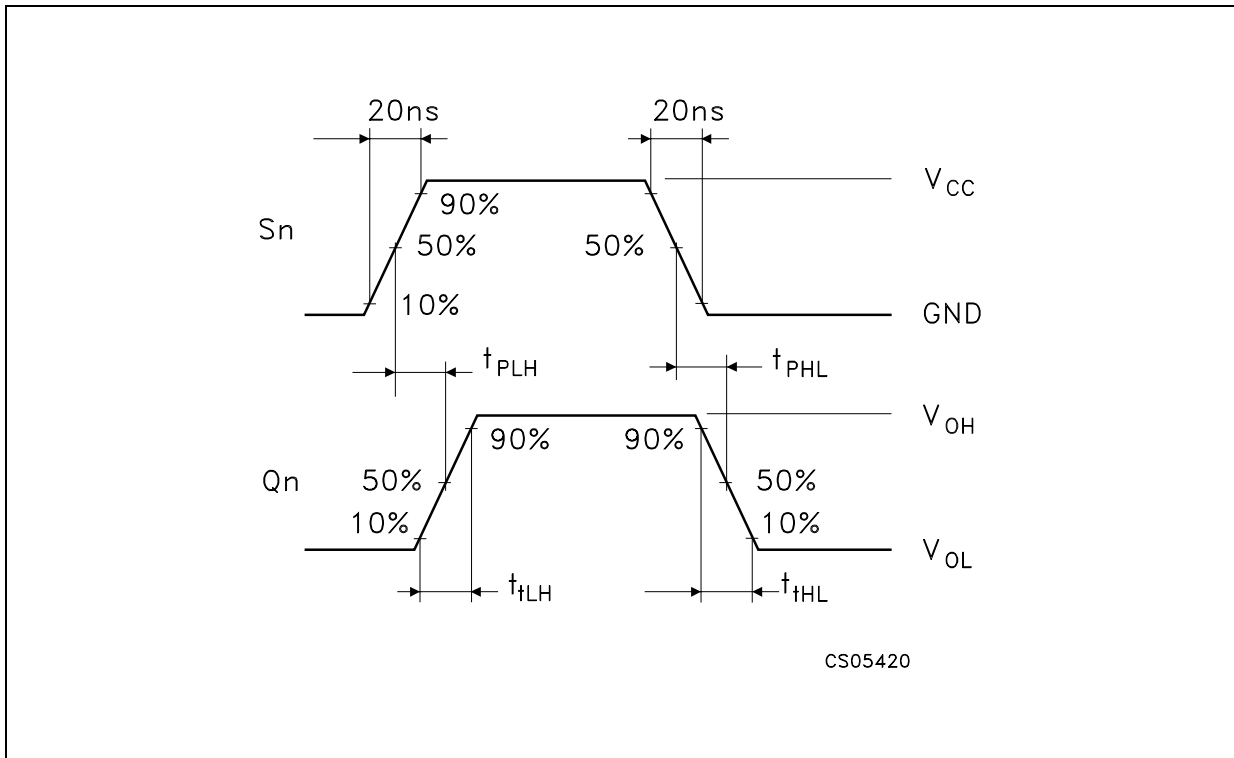 20ns 20ns
V_CC
90%
Sn
50% 50%
10%
GND
t_PLH t_PHL
V_OH
90% 90%
Qn
50% 50%
10% 10%
V_OL
t_tLH t_tHL
CS05420